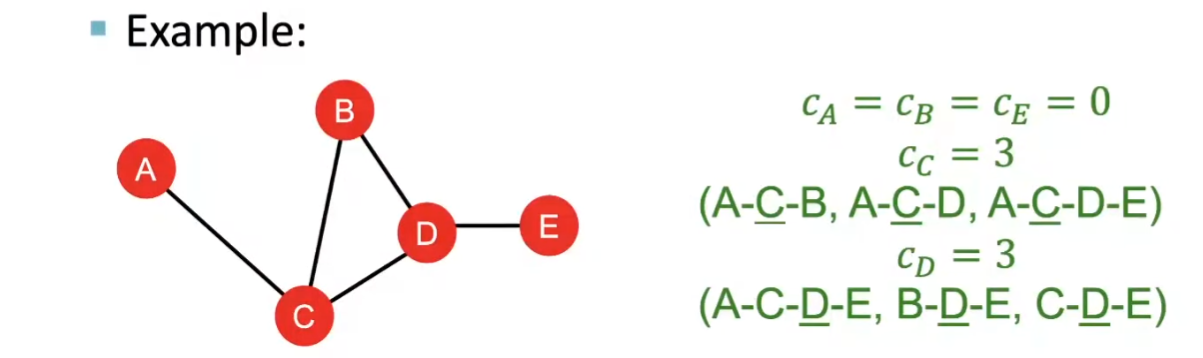 Example:
B
A
D
E
C
c_A = c_B = c_E = 0
c_C = 3
(A-C-B, A-C-D, A-C-D-E)
c_D = 3
(A-C-D-E, B-D-E, C-D-E)